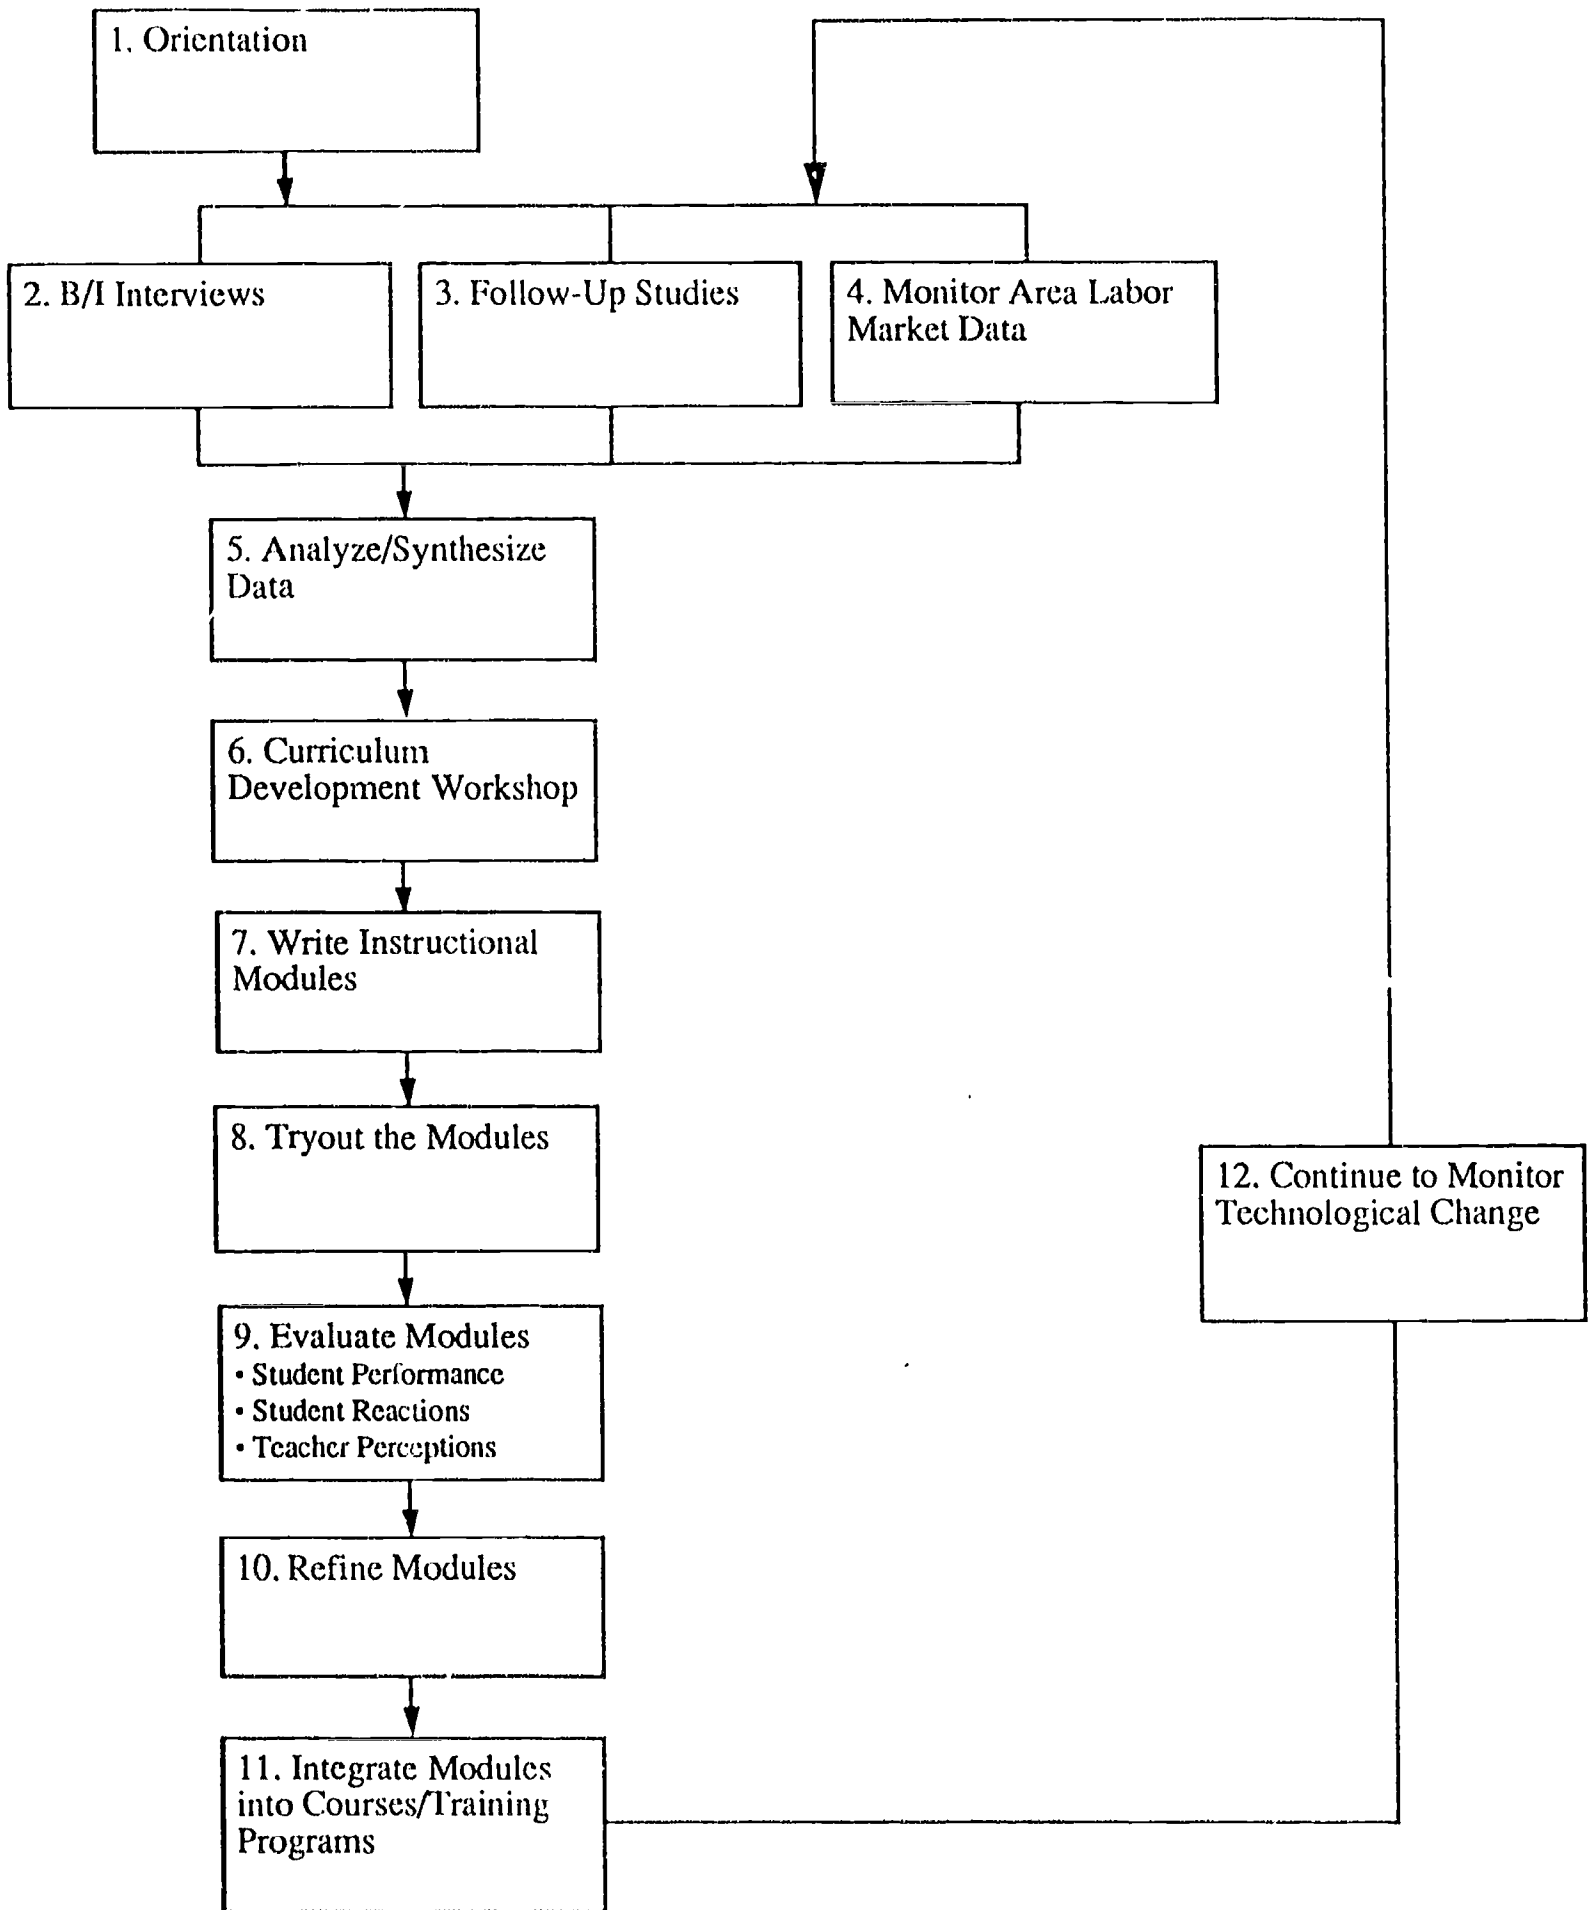 1. Orientation
2. B/I Interviews
3. Follow-Up Studies
4. Monitor Area Labor
Market Data
5. Analyze/Synthesize
Data
6. Curriculum
Development Workshop
7. Write Instructional
Modules
8. Tryout the Modules
12. Continue to Monitor
Technological Change
9. Evaluate Modules
• Student Performance
• Student Reactions
• Teacher Perceptions
10. Refine Modules
11. Integrate Modules
into Courses/Training
Programs